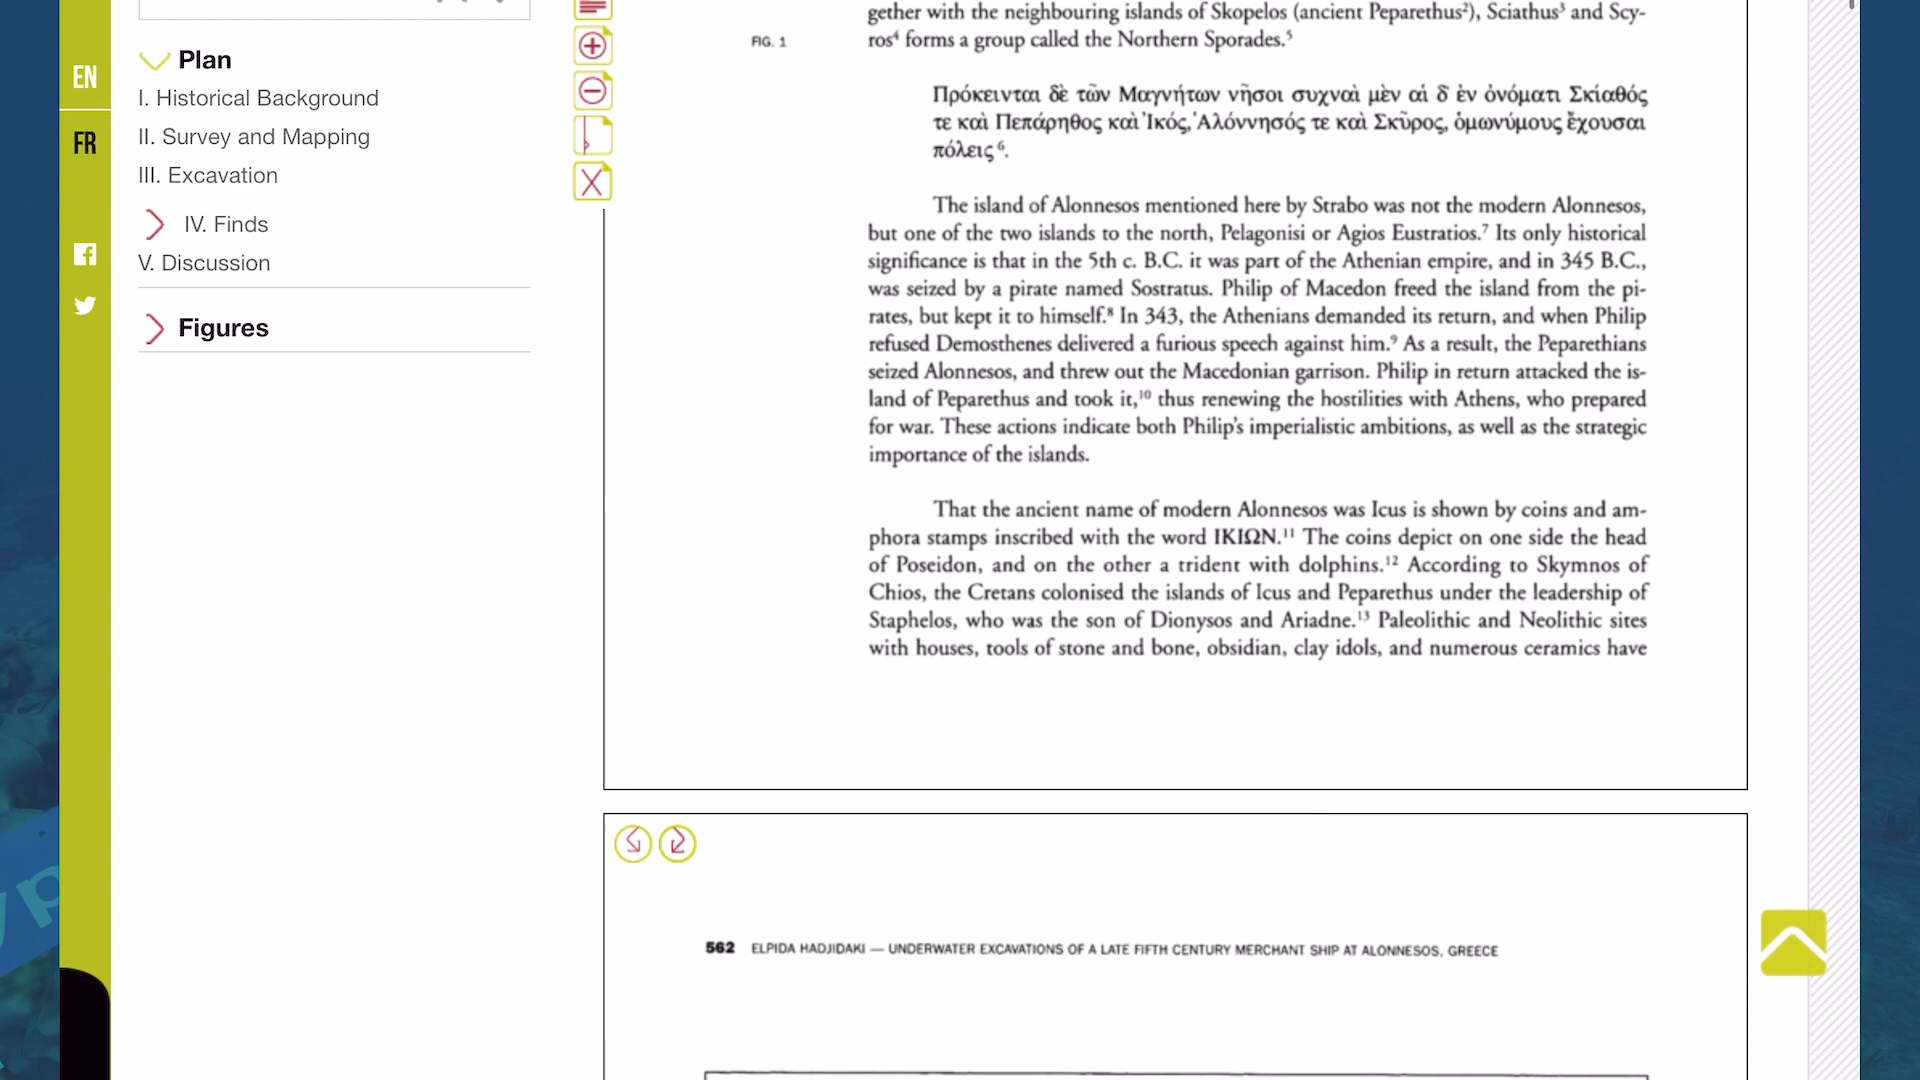 EN
FR
Plan
I. Historical Background
II. Survey and Mapping
III. Excavation
IV. Finds
V. Discussion
Figures
gether with the neighbouring islands of Skopelos (ancient Peparethus²), Sciathus³ and Scy-
FIG. 1
ros⁴ forms a group called the Northern Sporades.⁵
Πρόκεινται δὲ τῶν Μαγνήτων νῆσοι συχναὶ μὲν αἱ δ᾽ ἐν ὀνόματι Σκίαθός
τε καὶ Πεπάρηθος καὶ Ἰκός, Ἁλόννησός τε καὶ Σκῦρος, ὁμωνύμους ἔχουσαι
πόλεις⁶.
The island of Alonnesos mentioned here by Strabo was not the modern Alonnesos,
but one of the two islands to the north, Pelagonisi or Agios Eustratios.⁷ Its only historical
significance is that in the 5th c. B.C. it was part of the Athenian empire, and in 345 B.C.,
was seized by a pirate named Sostratus. Philip of Macedon freed the island from the pi-
rates, but kept it to himself.⁸ In 343, the Athenians demanded its return, and when Philip
refused Demosthenes delivered a furious speech against him.⁹ As a result, the Peparethians
seized Alonnesos, and threw out the Macedonian garrison. Philip in return attacked the is-
land of Peparethus and took it,¹⁰ thus renewing the hostilities with Athens, who prepared
for war. These actions indicate both Philip's imperialistic ambitions, as well as the strategic
importance of the islands.
That the ancient name of modern Alonnesos was Icus is shown by coins and am-
phora stamps inscribed with the word ΙΚΙΩΝ.¹¹ The coins depict on one side the head
of Poseidon, and on the other a trident with dolphins.¹² According to Skymnos of
Chios, the Cretans colonised the islands of Icus and Peparethus under the leadership of
Staphelos, who was the son of Dionysos and Ariadne.¹³ Paleolithic and Neolithic sites
with houses, tools of stone and bone, obsidian, clay idols, and numerous ceramics have
562 ELPIDA HADJIDAKI — UNDERWATER EXCAVATIONS OF A LATE FIFTH CENTURY MERCHANT SHIP AT ALONNESOS, GREECE